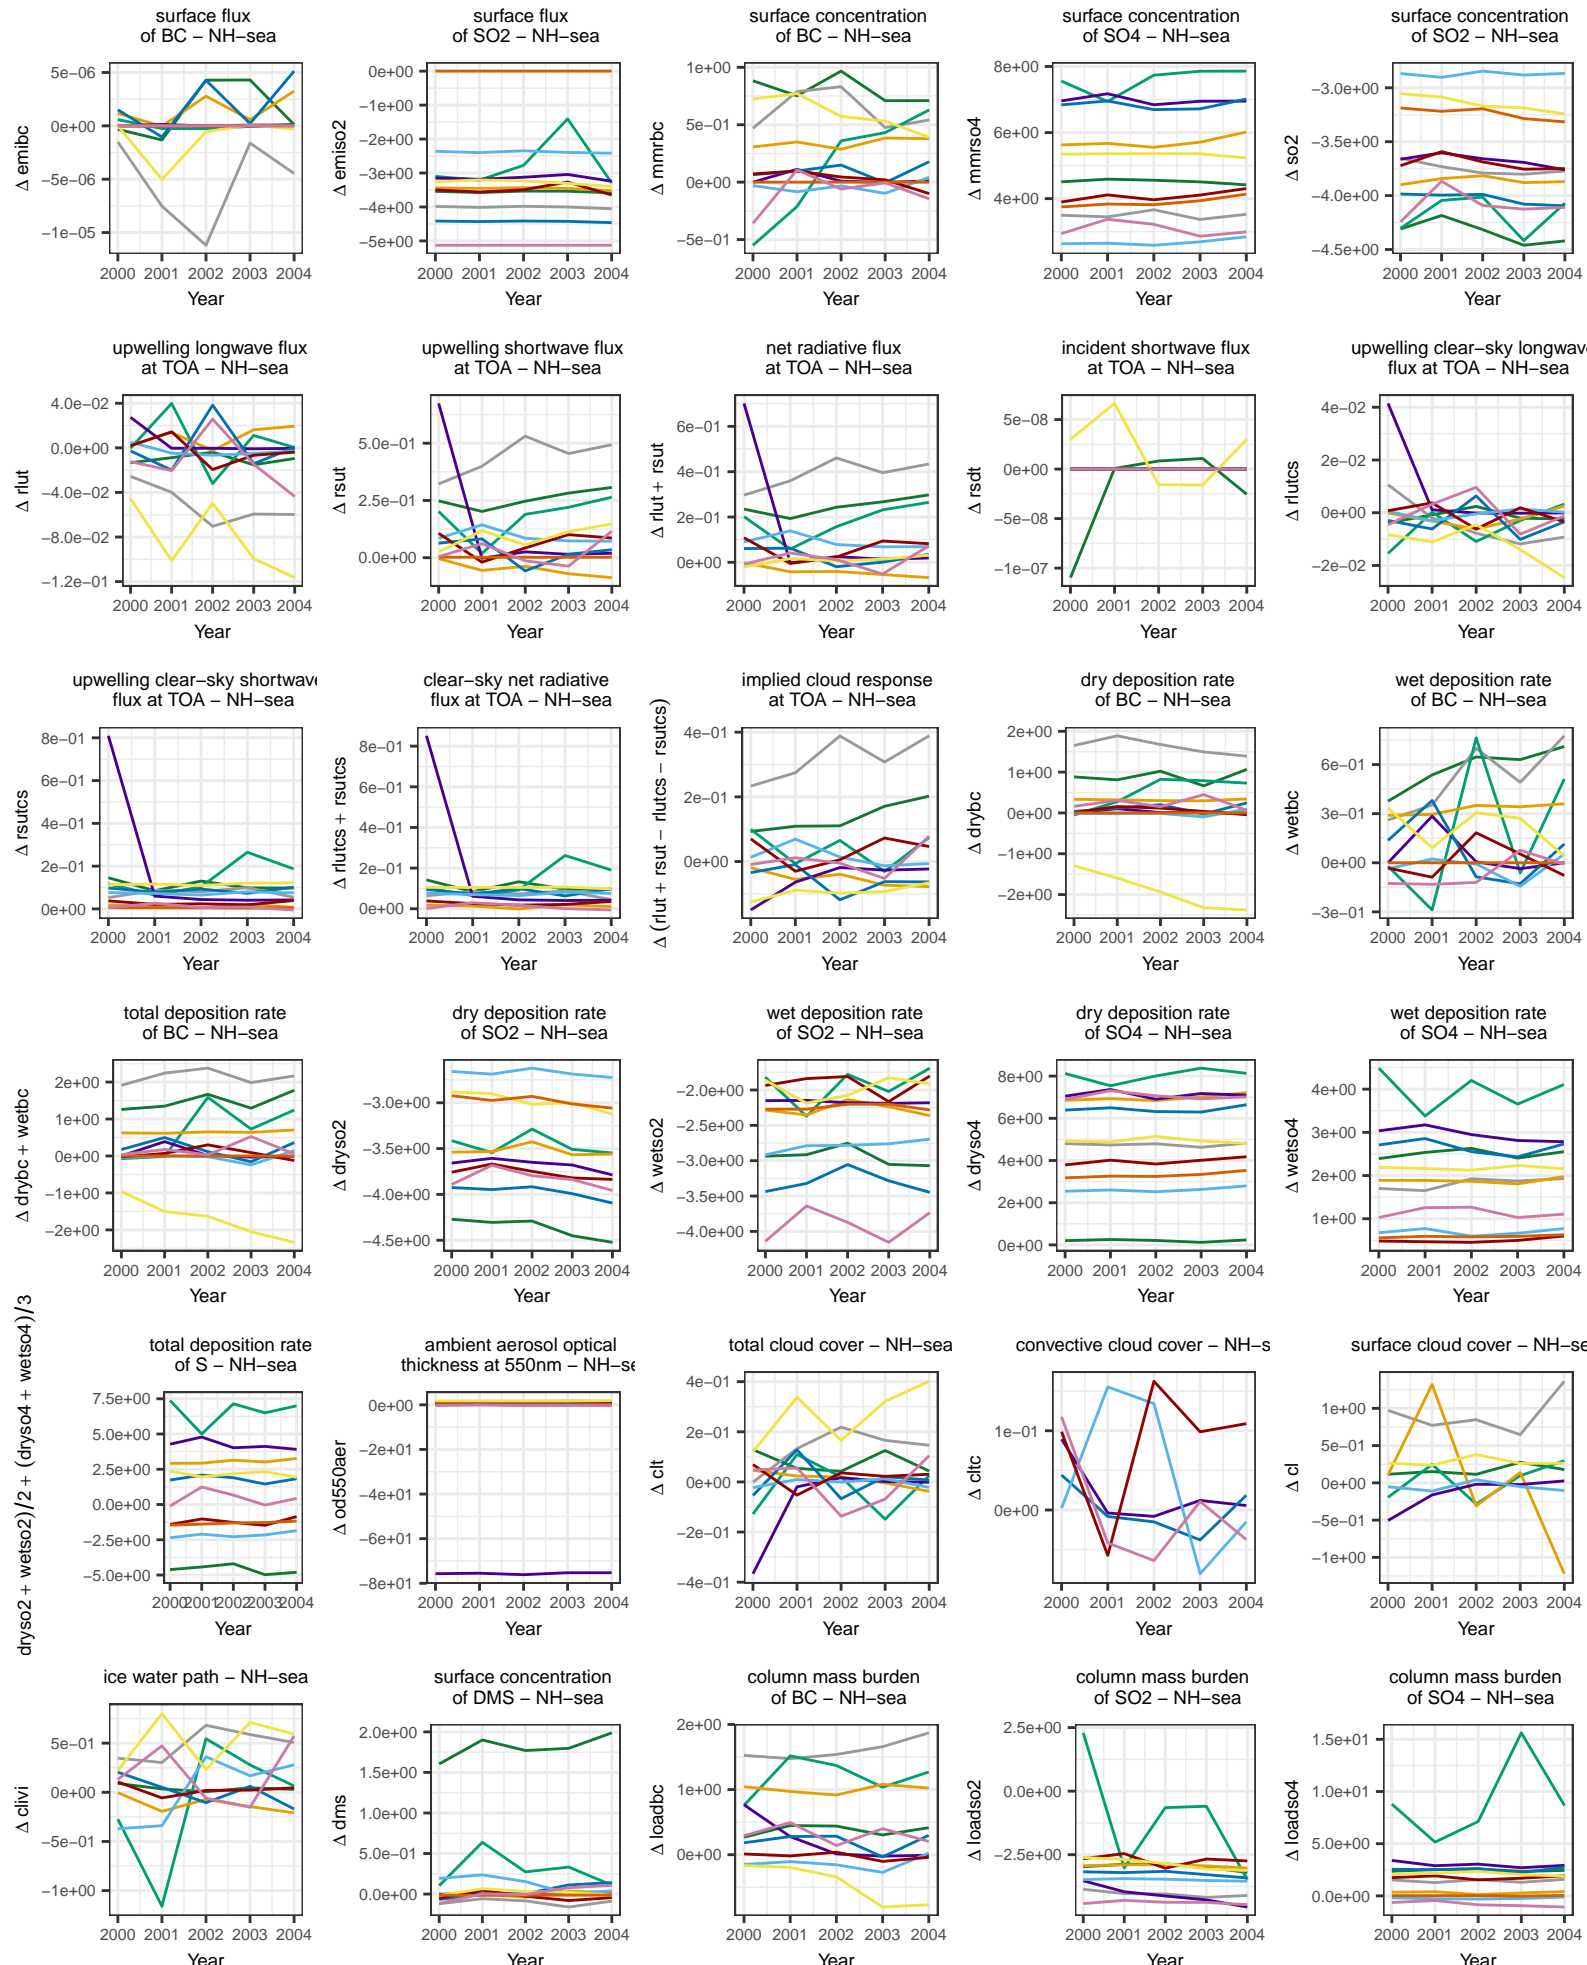 surface flux
of BC − NH−sea
Δ emibc
5e−06
0e+00
−5e−06
−1e−05
2000 2001 2002 2003 2004
Year
surface flux
of SO2 − NH−sea
Δ emiso2
0e+00
−1e+00
−2e+00
−3e+00
−4e+00
−5e+00
2000 2001 2002 2003 2004
Year
surface concentration
of BC − NH−sea
Δ mmrbc
1e+00
5e−01
0e+00
−5e−01
2000 2001 2002 2003 2004
Year
surface concentration
of SO4 − NH−sea
Δ mmrso4
8e+00
6e+00
4e+00
2000 2001 2002 2003 2004
Year
surface concentration
of SO2 − NH−sea
Δ so2
−3.0e+00
−3.5e+00
−4.0e+00
−4.5e+00
2000 2001 2002 2003 2004
Year
upwelling longwave flux
at TOA − NH−sea
Δ rlut
4.0e−02
0.0e+00
−4.0e−02
−8.0e−02
−1.2e−01
2000 2001 2002 2003 2004
Year
upwelling shortwave flux
at TOA − NH−sea
Δ rsut
5.0e−01
2.5e−01
0.0e+00
2000 2001 2002 2003 2004
Year
net radiative flux
at TOA − NH−sea
Δ rlut + rsut
6e−01
4e−01
2e−01
0e+00
2000 2001 2002 2003 2004
Year
incident shortwave flux
at TOA − NH−sea
Δ rsdt
5e−08
0e+00
−5e−08
−1e−07
2000 2001 2002 2003 2004
Year
upwelling clear−sky longwave
flux at TOA − NH−sea
Δ rlutcs
4e−02
2e−02
0e+00
−2e−02
2000 2001 2002 2003 2004
Year
upwelling clear−sky shortwave
flux at TOA − NH−sea
Δ rsutcs
8e−01
6e−01
4e−01
2e−01
0e+00
2000 2001 2002 2003 2004
Year
clear−sky net radiative
flux at TOA − NH−sea
Δ rlutcs + rsutcs
8e−01
6e−01
4e−01
2e−01
0e+00
2000 2001 2002 2003 2004
Year
implied cloud response
at TOA − NH−sea
Δ (rlut + rsut − rlutcs − rsutcs)
4e−01
2e−01
0e+00
2000 2001 2002 2003 2004
Year
dry deposition rate
of BC − NH−sea
Δ drybc
2e+00
1e+00
0e+00
−1e+00
−2e+00
2000 2001 2002 2003 2004
Year
wet deposition rate
of BC − NH−sea
Δ wetbc
6e−01
3e−01
0e+00
−3e−01
2000 2001 2002 2003 2004
Year
total deposition rate
of BC − NH−sea
Δ drybc + wetbc
2e+00
1e+00
0e+00
−1e+00
−2e+00
2000 2001 2002 2003 2004
Year
dry deposition rate
of SO2 − NH−sea
Δ dryso2
−3.0e+00
−3.5e+00
−4.0e+00
−4.5e+00
2000 2001 2002 2003 2004
Year
wet deposition rate
of SO2 − NH−sea
Δ wetso2
−2.0e+00
−2.5e+00
−3.0e+00
−3.5e+00
−4.0e+00
2000 2001 2002 2003 2004
Year
dry deposition rate
of SO4 − NH−sea
Δ dryso4
8e+00
6e+00
4e+00
2e+00
0e+00
2000 2001 2002 2003 2004
Year
wet deposition rate
of SO4 − NH−sea
Δ wetso4
4e+00
3e+00
2e+00
1e+00
2000 2001 2002 2003 2004
Year
total deposition rate
of S − NH−sea
dryso2 + wetso2)/2 + (dryso4 + wetso4)/3
7.5e+00
5.0e+00
2.5e+00
0.0e+00
−2.5e+00
−5.0e+00
2000 2001 2002 2003 2004
Year
ambient aerosol optical
thickness at 550nm − NH−se
Δ od550aer
0e+00
−2e+01
−4e+01
−6e+01
−8e+01
2000 2001 2002 2003 2004
Year
total cloud cover − NH−sea
Δ clt
4e−01
2e−01
0e+00
−2e−01
−4e−01
2000 2001 2002 2003 2004
Year
convective cloud cover − NH−s
Δ cltc
1e−01
0e+00
2000 2001 2002 2003 2004
Year
surface cloud cover − NH−se
Δ cl
1e+00
5e−01
0e+00
−5e−01
−1e+00
2000 2001 2002 2003 2004
Year
ice water path − NH−sea
Δ clivi
5e−01
0e+00
−5e−01
−1e+00
2000 2001 2002 2003 2004
Year
surface concentration
of DMS − NH−sea
Δ dms
2.0e+00
1.5e+00
1.0e+00
5.0e−01
0.0e+00
2000 2001 2002 2003 2004
Year
column mass burden
of BC − NH−sea
Δ loadbc
2e+00
1e+00
0e+00
2000 2001 2002 2003 2004
Year
column mass burden
of SO2 − NH−sea
Δ loadso2
2.5e+00
0.0e+00
−2.5e+00
2000 2001 2002 2003 2004
Year
column mass burden
of SO4 − NH−sea
Δ loadso4
1.5e+01
1.0e+01
5.0e+00
0.0e+00
2000 2001 2002 2003 2004
Year